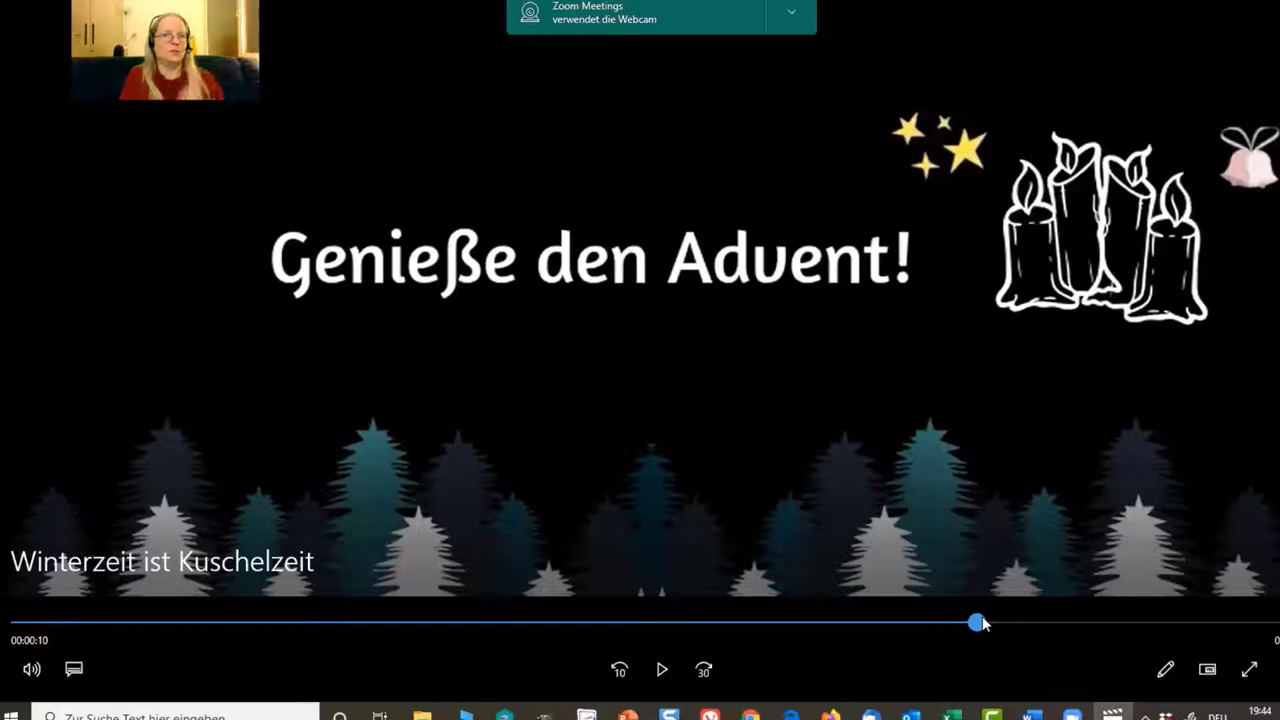 Zoom Meetings
verwendet die Webcam
Genieße den Advent!
Winterzeit ist Kuschelzeit
00:00:10
10
30
19:44
Zur Suche Text hier eingeben
DEU